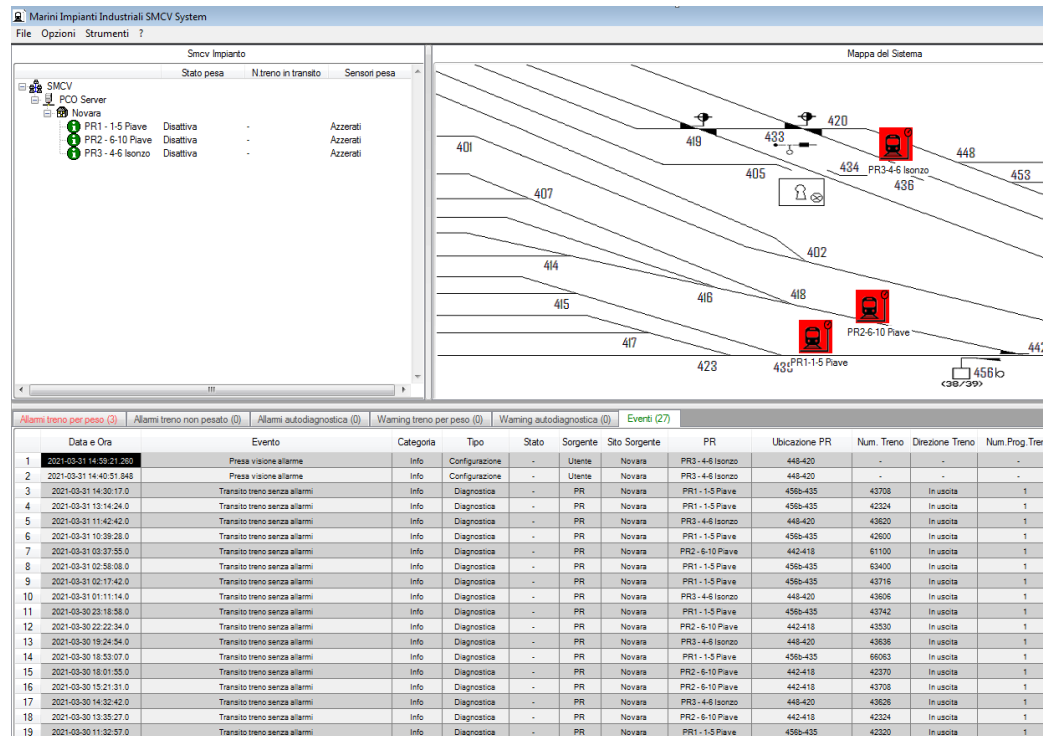 Marini Impianti Industriali SMCV System
File Opzioni Strumenti ?
Smcv Impianto
Stato pesa N.treno in transito Sensori pesa
SMCV
PCO Server
Novara
PR1 - 1-5 Piave Disattiva - Azzerati
PR2 - 6-10 Piave Disattiva - Azzerati
PR3 - 4-6 Isonzo Disattiva - Azzerati
Mappa del Sistema
420
419 433
401 448
405 434 PR3-4-6 Isonzo 453
436
407
402
414
416 418
415
PR2-6-10 Piave
417 442
423 435 PR1-1-5 Piave
456b
(38/39)
Allarmi treno per peso (3) Allarmi treno non pesato (0) Allarmi autodiagnostica (0) Warning treno per peso (0) Warning autodiagnostica (0) Eventi (27)
Data e Ora Evento Categoria Tipo Stato Sorgente Sito Sorgente PR Ubicazione PR Num. Treno Direzione Treno Num.Prog.Tren
1 2021-03-31 14:59:21.260 Presa visione allarme Info Configurazione - Utente Novara PR3 - 4-6 Isonzo 448-420 - - -
2 2021-03-31 14:40:51.848 Presa visione allarme Info Configurazione - Utente Novara PR3 - 4-6 Isonzo 448-420 - - -
3 2021-03-31 14:30:17.0 Transito treno senza allarmi Info Diagnostica - PR Novara PR1 - 1-5 Piave 456b-435 43708 In uscita 1
4 2021-03-31 13:14:24.0 Transito treno senza allarmi Info Diagnostica - PR Novara PR1 - 1-5 Piave 456b-435 42324 In uscita 1
5 2021-03-31 11:42:42.0 Transito treno senza allarmi Info Diagnostica - PR Novara PR3 - 4-6 Isonzo 448-420 43620 In uscita 1
6 2021-03-31 10:39:28.0 Transito treno senza allarmi Info Diagnostica - PR Novara PR1 - 1-5 Piave 456b-435 42600 In uscita 1
7 2021-03-31 03:37:55.0 Transito treno senza allarmi Info Diagnostica - PR Novara PR2 - 6-10 Piave 442-418 61100 In uscita 1
8 2021-03-31 02:58:08.0 Transito treno senza allarmi Info Diagnostica - PR Novara PR1 - 1-5 Piave 456b-435 63400 In uscita 1
9 2021-03-31 02:17:42.0 Transito treno senza allarmi Info Diagnostica - PR Novara PR1 - 1-5 Piave 456b-435 43716 In uscita 1
10 2021-03-31 01:11:14.0 Transito treno senza allarmi Info Diagnostica - PR Novara PR3 - 4-6 Isonzo 448-420 43606 In uscita 1
11 2021-03-30 23:18:58.0 Transito treno senza allarmi Info Diagnostica - PR Novara PR1 - 1-5 Piave 456b-435 43742 In uscita 1
12 2021-03-30 22:22:34.0 Transito treno senza allarmi Info Diagnostica - PR Novara PR2 - 6-10 Piave 442-418 43530 In uscita 1
13 2021-03-30 19:24:54.0 Transito treno senza allarmi Info Diagnostica - PR Novara PR3 - 4-6 Isonzo 448-420 43636 In uscita 1
14 2021-03-30 18:53:07.0 Transito treno senza allarmi Info Diagnostica - PR Novara PR1 - 1-5 Piave 456b-435 66063 In uscita 1
15 2021-03-30 18:01:55.0 Transito treno senza allarmi Info Diagnostica - PR Novara PR2 - 6-10 Piave 442-418 42370 In uscita 1
16 2021-03-30 15:21:31.0 Transito treno senza allarmi Info Diagnostica - PR Novara PR2 - 6-10 Piave 442-418 43708 In uscita 1
17 2021-03-30 14:32:42.0 Transito treno senza allarmi Info Diagnostica - PR Novara PR3 - 4-6 Isonzo 448-420 43626 In uscita 1
18 2021-03-30 13:35:27.0 Transito treno senza allarmi Info Diagnostica - PR Novara PR2 - 6-10 Piave 442-418 42324 In uscita 1
19 2021-03-30 11:32:57.0 Transito treno senza allarmi Info Diagnostica - PR Novara PR1 - 1-5 Piave 456b-435 42320 In uscita 1